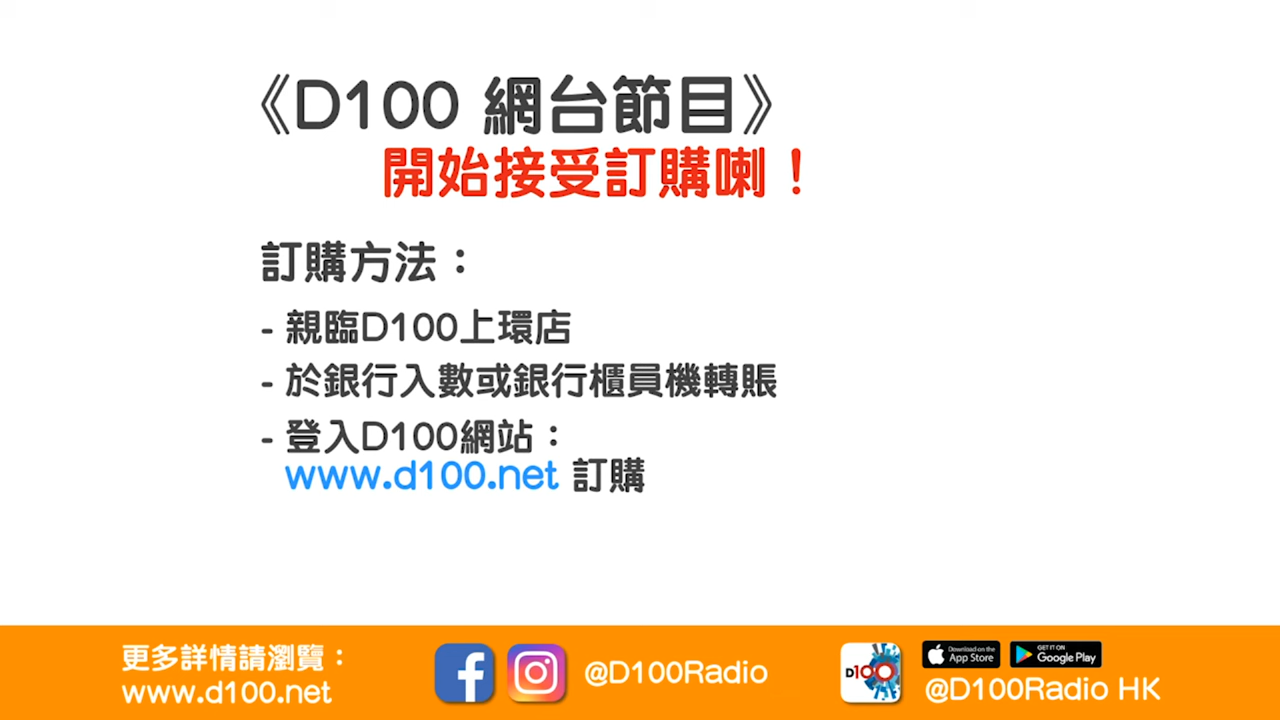 《D100 網台節目》
開始接受訂購喇！
訂購方法：
- 親臨D100上環店
- 於銀行入數或銀行櫃員機轉賬
- 登入D100網站：
www.d100.net 訂購
更多詳情請瀏覽：
www.d100.net
@D100Radio
D100
Download on the
App Store
GET IT ON
Google Play
@D100Radio HK